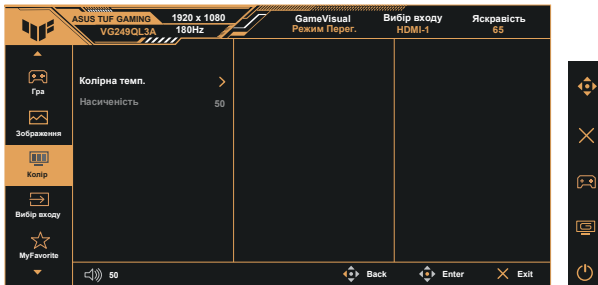 ASUS TUF GAMING
VG249QL3A
1920 x 1080
180Hz
GameVisual
Режим Перег.
Вибір входу
HDMI-1
Яскравість
65
Гра
Зображення
Колір
Вибір входу
MyFavorite
Колірна темп.
Насиченість 50
50
Back
Enter
Exit